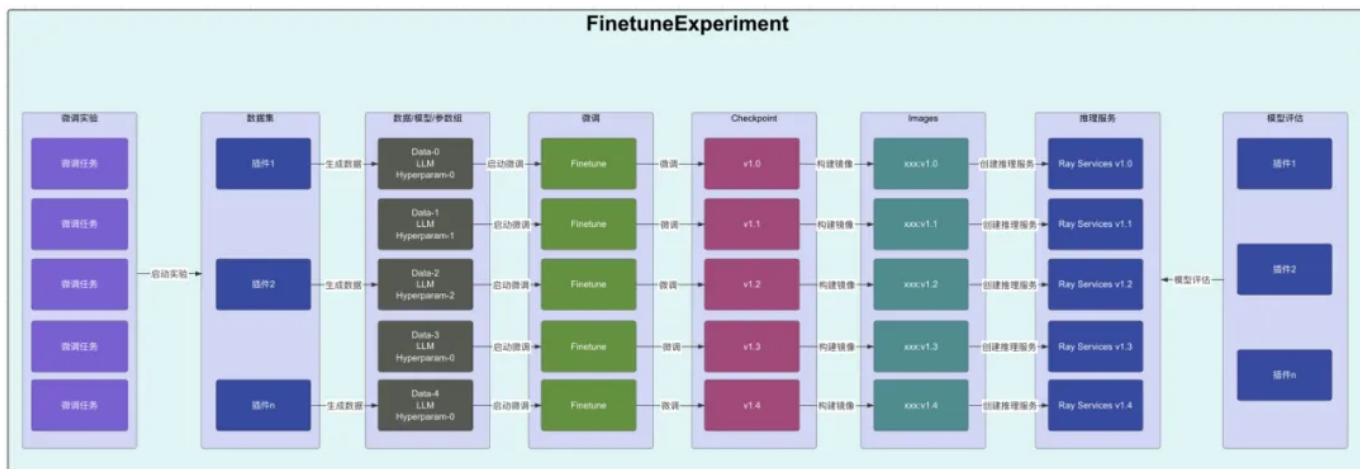 FinetuneExperiment
微调实验
微调任务
微调任务
微调任务
微调任务
微调任务
启动实验
数据集
插件1
插件2
插件n
生成数据
生成数据
生成数据
数据/模型/参数组
Data-0
LLM
Hyperparam-0
Data-1
LLM
Hyperparam-1
Data-2
LLM
Hyperparam-2
Data-3
LLM
Hyperparam-0
Data-4
LLM
Hyperparam-0
启动微调
启动微调
启动微调
启动微调
启动微调
微调
Finetune
Finetune
Finetune
Finetune
Finetune
微调
微调
微调
微调
微调
Checkpoint
v1.0
v1.1
v1.2
v1.3
v1.4
构建镜像
构建镜像
构建镜像
构建镜像
构建镜像
Images
xxx:v1.0
xxx:v1.1
xxx:v1.2
xxx:v1.3
xxx:v1.4
创建推理服务
创建推理服务
创建推理服务
创建推理服务
创建推理服务
推理服务
Ray Services v1.0
Ray Services v1.1
Ray Services v1.2
Ray Services v1.3
Ray Services v1.4
模型评估
模型评估
插件1
插件2
插件n